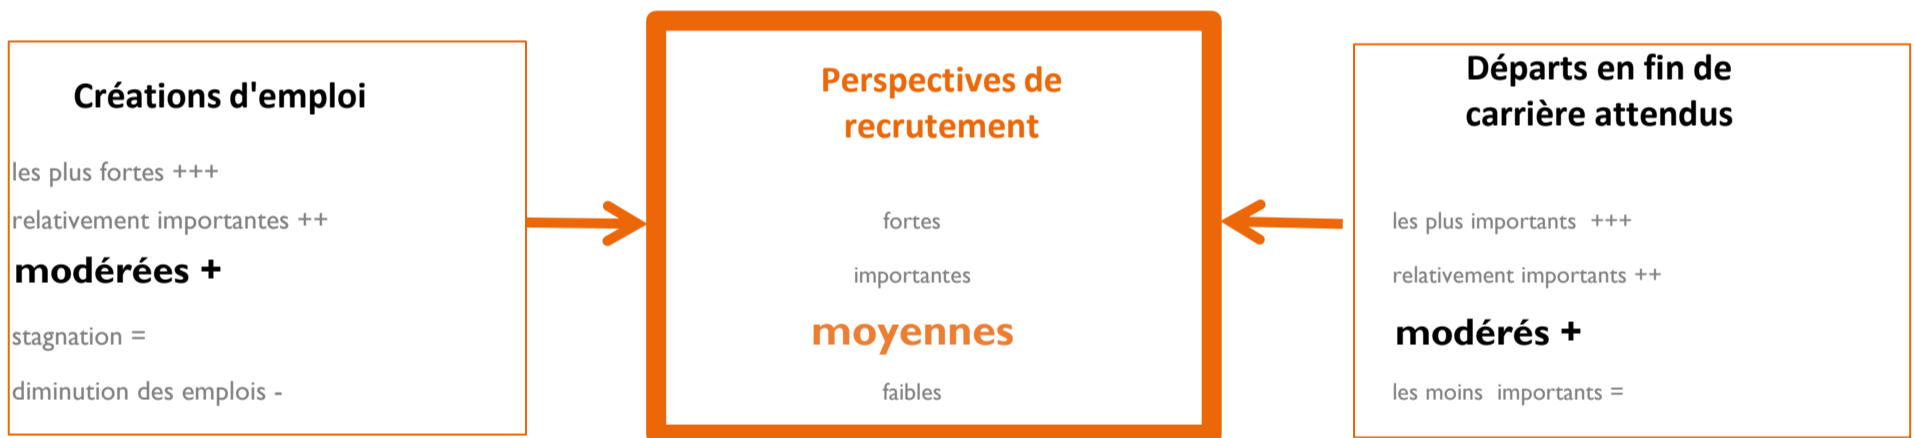 Créations d'emploi
les plus fortes +++
relativement importantes ++
modérées +
stagnation =
diminution des emplois -
Perspectives de
recrutement
fortes
importantes
moyennes
faibles
Départs en fin de
carrière attendus
les plus importants +++
relativement importants ++
modérés +
les moins importants =